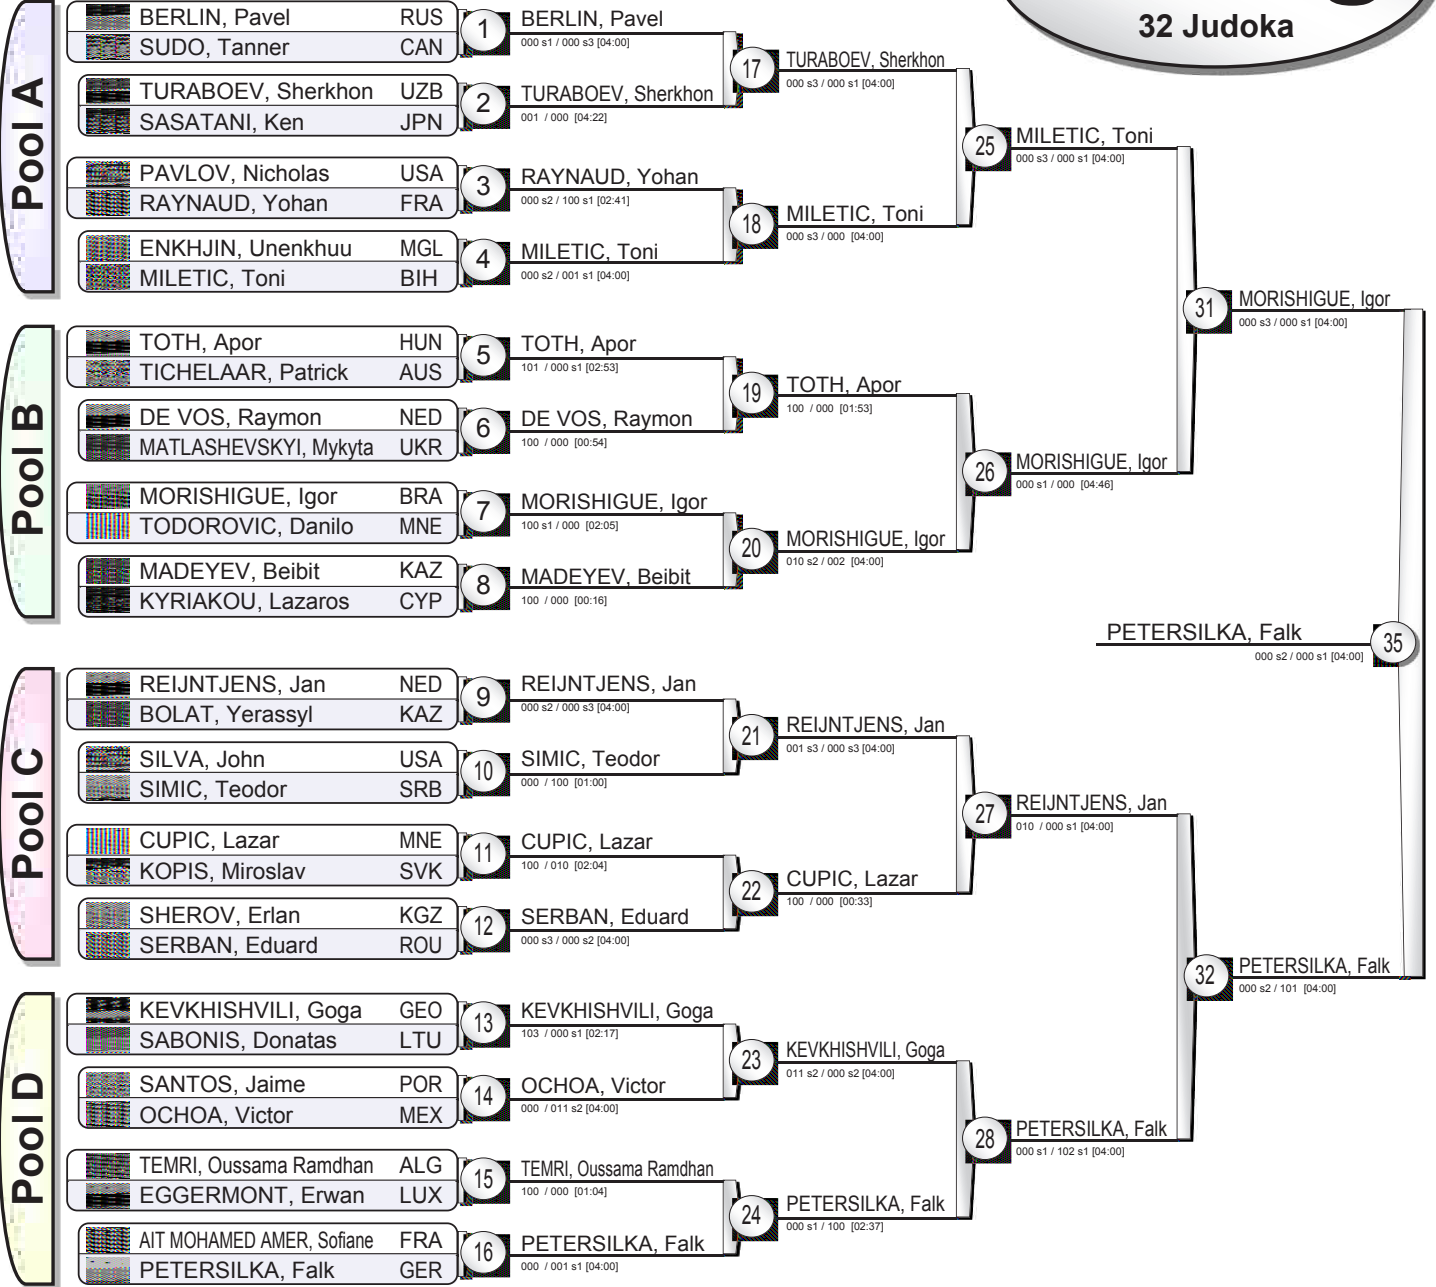 32 Judoka
Pool A
BERLIN, Pavel RUS
SUDO, Tanner CAN
1
BERLIN, Pavel
000 s1 / 000 s3 [04:00]
TURABOEV, Sherkhon UZB
SASATANI, Ken JPN
2
TURABOEV, Sherkhon
001 / 000 [04:22]
PAVLOV, Nicholas USA
RAYNAUD, Yohan FRA
3
RAYNAUD, Yohan
000 s2 / 100 s1 [02:41]
ENKHJIN, Unenkhuu MGL
MILETIC, Toni BIH
4
MILETIC, Toni
000 s2 / 001 s1 [04:00]
17
TURABOEV, Sherkhon
000 s3 / 000 s1 [04:00]
18
MILETIC, Toni
000 s3 / 000 [04:00]
25
MILETIC, Toni
000 s3 / 000 s1 [04:00]
Pool B
TOTH, Apor HUN
TICHELAAR, Patrick AUS
5
TOTH, Apor
101 / 000 s1 [02:53]
DE VOS, Raymon NED
MATLASHEVSKYI, Mykyta UKR
6
DE VOS, Raymon
100 / 000 [00:54]
MORISHIGUE, Igor BRA
TODOROVIC, Danilo MNE
7
MORISHIGUE, Igor
100 s1 / 000 [02:05]
MADEYEV, Beibit KAZ
KYRIAKOU, Lazaros CYP
8
MADEYEV, Beibit
100 / 000 [00:16]
19
TOTH, Apor
100 / 000 [01:53]
20
MORISHIGUE, Igor
010 s2 / 002 [04:00]
26
MORISHIGUE, Igor
000 s1 / 000 [04:46]
31
MORISHIGUE, Igor
000 s3 / 000 s1 [04:00]
PETERSILKA, Falk
35
000 s2 / 000 s1 [04:00]
Pool C
REIJNTJENS, Jan NED
BOLAT, Yerassyl KAZ
9
REIJNTJENS, Jan
000 s2 / 000 s3 [04:00]
SILVA, John USA
SIMIC, Teodor SRB
10
SIMIC, Teodor
000 / 100 [01:00]
CUPIC, Lazar MNE
KOPIS, Miroslav SVK
11
CUPIC, Lazar
100 / 010 [02:04]
SHEROV, Erlan KGZ
SERBAN, Eduard ROU
12
SERBAN, Eduard
000 s3 / 000 s2 [04:00]
21
REIJNTJENS, Jan
001 s3 / 000 s3 [04:00]
22
CUPIC, Lazar
100 / 000 [00:33]
27
REIJNTJENS, Jan
010 / 000 s1 [04:00]
Pool D
KEVKHISHVILI, Goga GEO
SABONIS, Donatas LTU
13
KEVKHISHVILI, Goga
103 / 000 s1 [02:17]
SANTOS, Jaime POR
OCHOA, Victor MEX
14
OCHOA, Victor
000 / 011 s2 [04:00]
TEMRI, Oussama Ramdhan ALG
EGGERMONT, Erwan LUX
15
TEMRI, Oussama Ramdhan
100 / 000 [01:04]
AIT MOHAMED AMER, Sofiane FRA
PETERSILKA, Falk GER
16
PETERSILKA, Falk
000 / 001 s1 [04:00]
23
KEVKHISHVILI, Goga
011 s2 / 000 s2 [04:00]
24
PETERSILKA, Falk
000 s1 / 100 [02:37]
28
PETERSILKA, Falk
000 s1 / 102 s1 [04:00]
32
PETERSILKA, Falk
000 s2 / 101 [04:00]